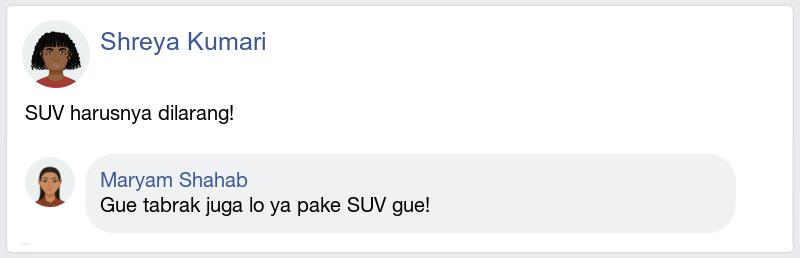 Shreya Kumari
SUV harusnya dilarang!
Maryam Shahab
Gue tabrak juga lo ya pake SUV gue!